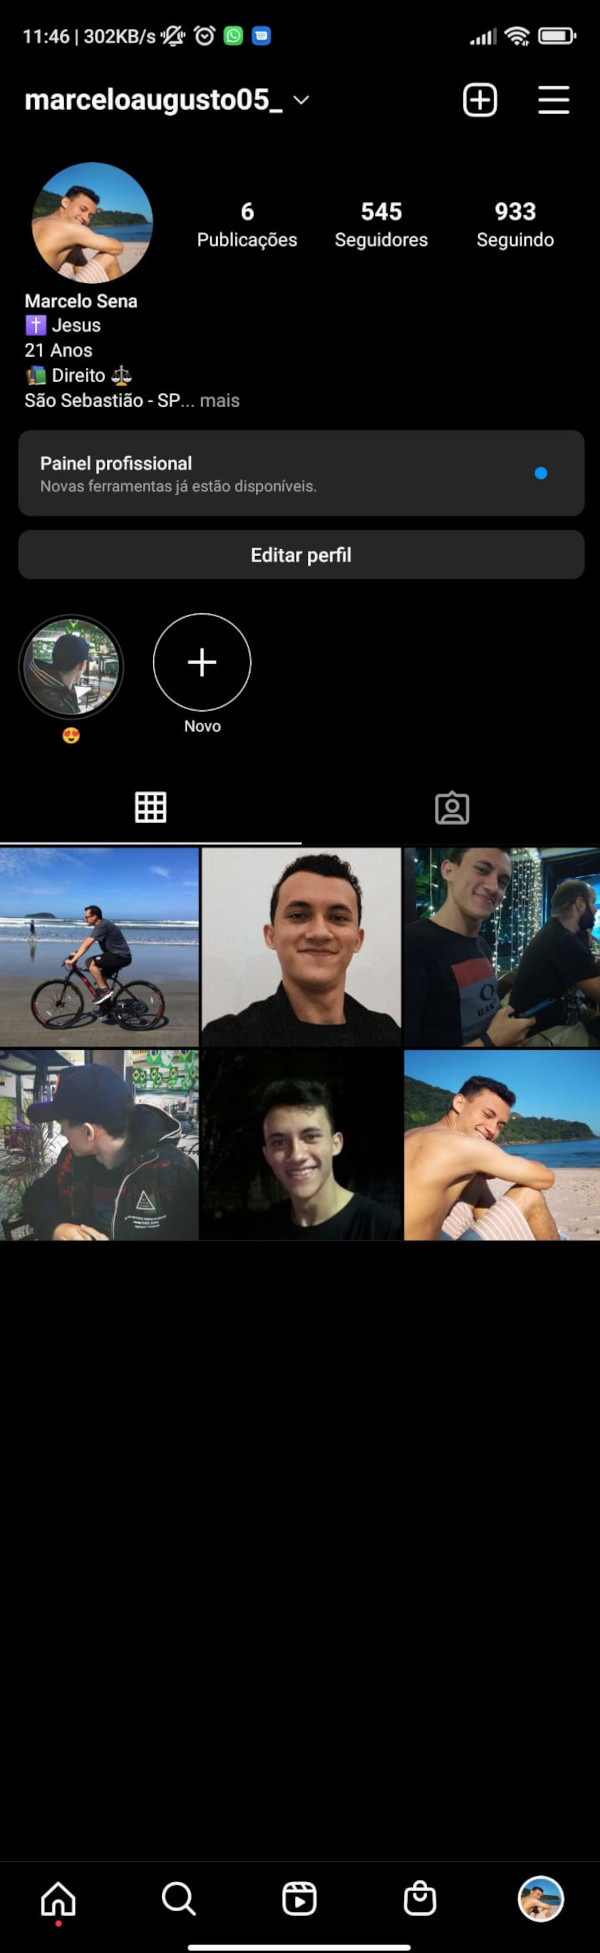 11:46 | 302KB/s
marceloaugusto05_
6 545 933
Publicações Seguidores Seguindo
Marcelo Sena
✝️ Jesus
21 Anos
📚 Direito ⚖️
São Sebastião - SP... mais
Painel profissional
Novas ferramentas já estão disponíveis.
Editar perfil
😍 Novo